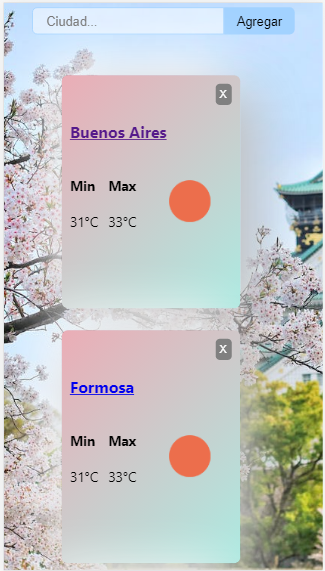 Ciudad... Agregar
X
Buenos Aires
Min Max
31°C 33°C
X
Formosa
Min Max
31°C 33°C